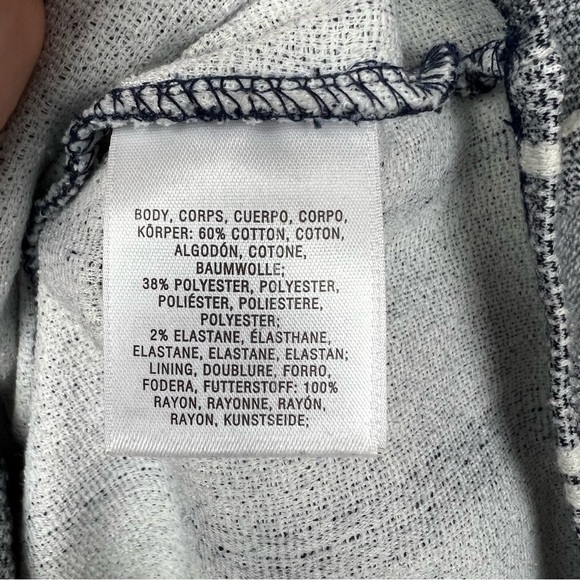 BODY, CORPS, CUERPO, CORPO,
KÖRPER: 60% COTTON, COTON,
ALGODÓN, COTONE,
BAUMWOLLE;
38% POLYESTER, POLYESTER,
POLIÉSTER, POLIESTERE,
POLYESTER;
2% ELASTANE, ÉLASTHANE,
ELASTANE, ELASTANE, ELASTAN;
LINING, DOUBLURE, FORRO,
FODERA, FUTTERSTOFF: 100%
RAYON, RAYONNE, RAYÓN,
RAYON, KUNSTSEIDE;